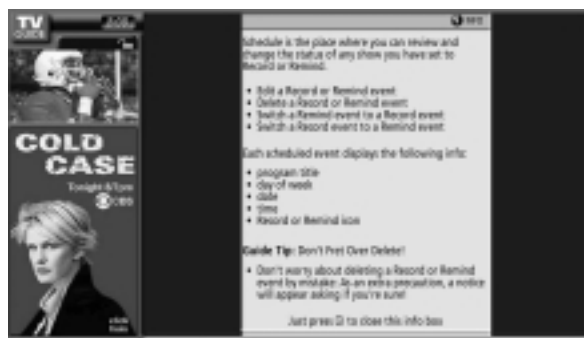 TV
GUIDE
INFO
Schedule is the place where you can review and
change the status of any show you have set to
Record or Remind.
• Edit a Record or Remind event
• Delete a Record or Remind event
• Switch a Remind event to a Record event
• Switch a Record event to a Remind event
Each scheduled event displays the following info:
• program title
• day of week
• date
• time
• Record or Remind icon
Guide Tip: Don't Fret Over Delete!
• Don't worry about deleting a Record or Remind
event by mistake. As an extra precaution, a notice
will appear asking if you're sure!
Just press to close this info box
COLD
CASE
Tonight 8/7pm
CBS